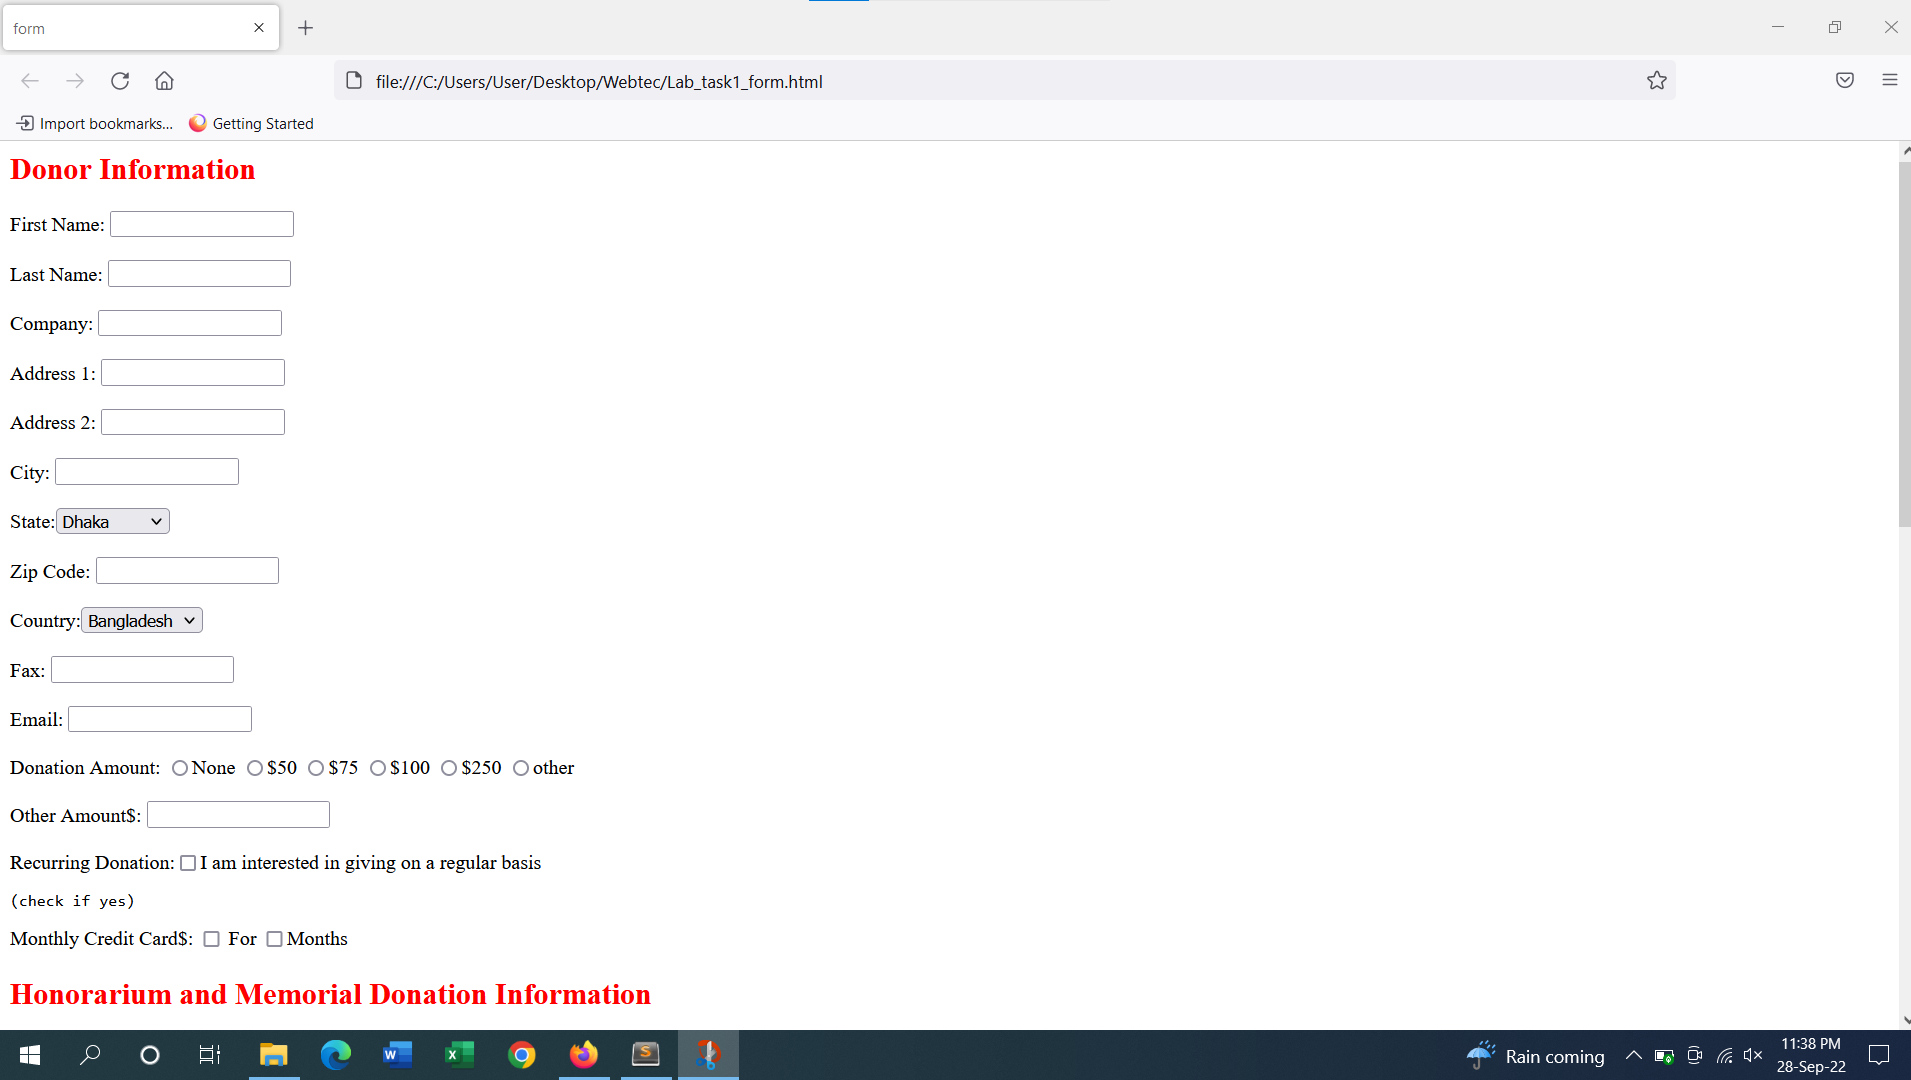 form
file:///C:/Users/User/Desktop/Webtec/Lab_task1_form.html
Import bookmarks... Getting Started
Donor Information
First Name:
Last Name:
Company:
Address 1:
Address 2:
City:
State: Dhaka
Zip Code:
Country: Bangladesh
Fax:
Email:
Donation Amount: None $50 $75 $100 $250 other
Other Amount$:
Recurring Donation: I am interested in giving on a regular basis
(check if yes)
Monthly Credit Card$: For Months
Honorarium and Memorial Donation Information
Rain coming
11:38 PM
28-Sep-22